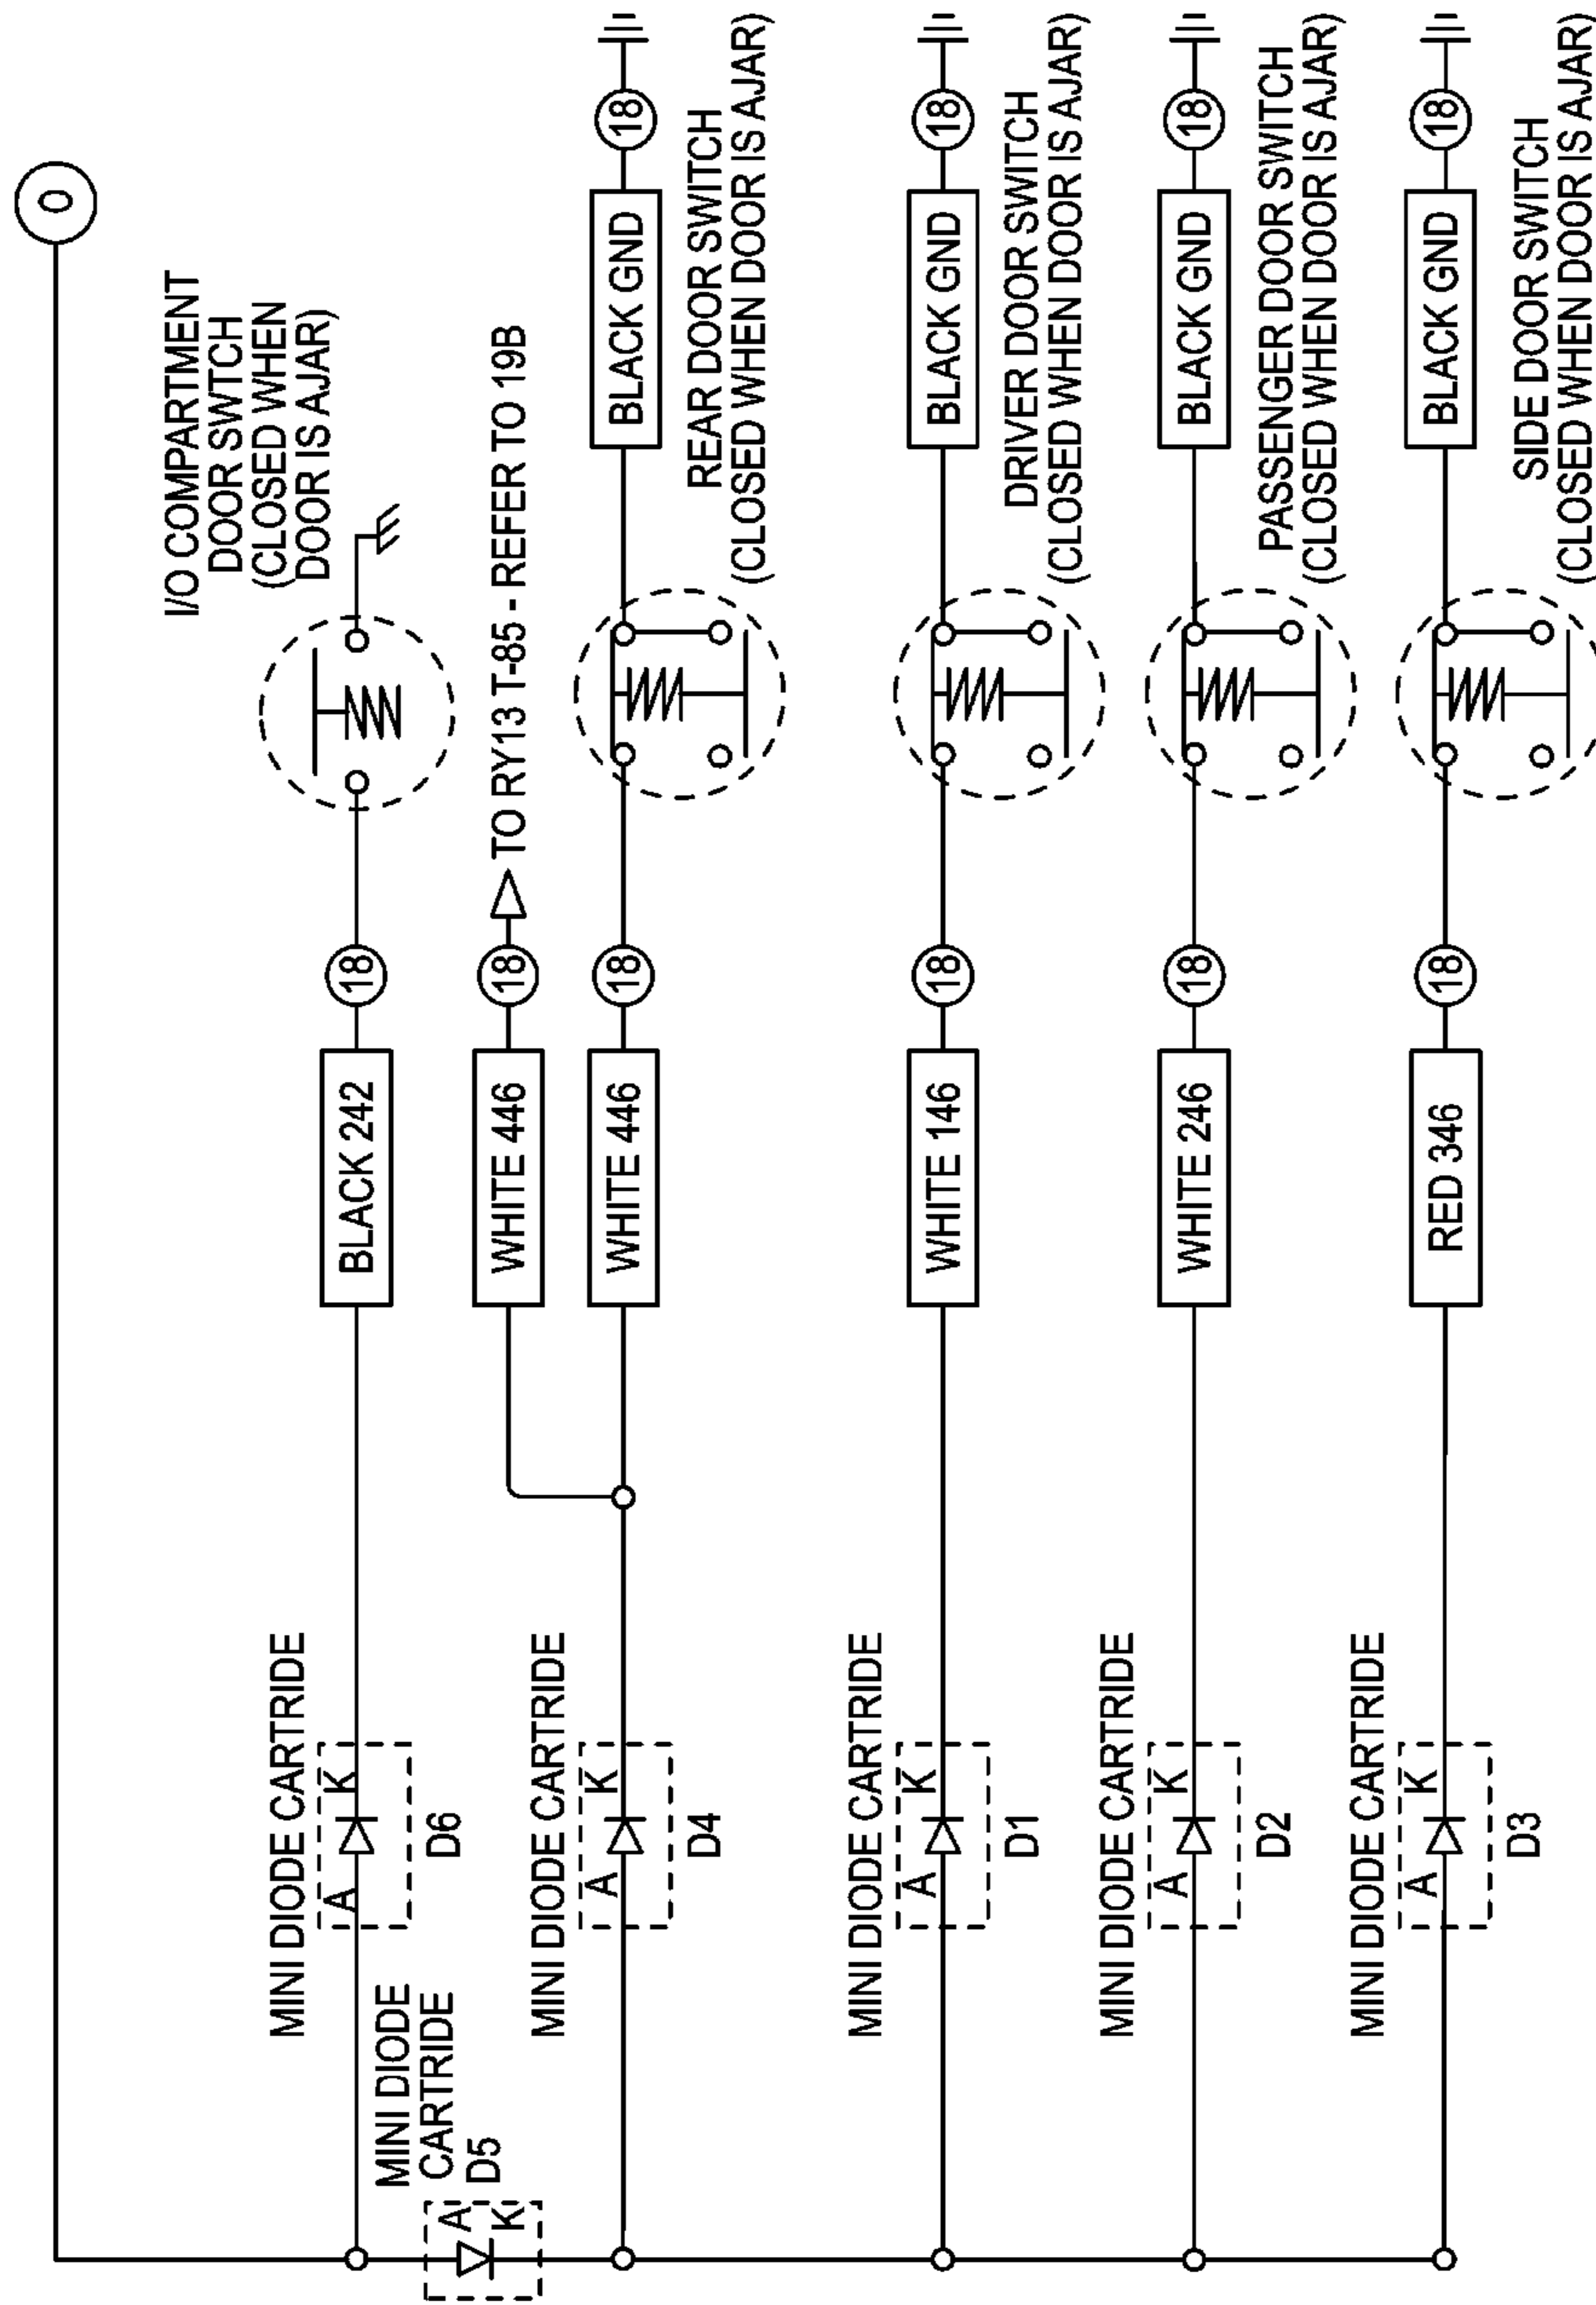 0
I/O COMPARTMENT
DOOR SWTCH
(CLOSED WHEN
DOOR IS AJAR)
MINI DIODE CARTRIDE
A
K
D6
BLACK 242
18
MINI DIODE
CARTRIDE
D5
A
K
WHITE 446
18
TO RY13 T-85 - REFER TO 19B
MINI DIODE CARTRIDE
A
K
D4
WHITE 446
18
BLACK GND
18
REAR DOOR SWITCH
(CLOSED WHEN DOOR IS AJAR)
MINI DIODE CARTRIDE
A
K
D1
WHITE 146
18
BLACK GND
18
DRIVER DOOR SWITCH
(CLOSED WHEN DOOR IS AJAR)
MINI DIODE CARTRIDE
A
K
D2
WHITE 246
18
BLACK GND
18
PASSENGER DOOR SWITCH
(CLOSED WHEN DOOR IS AJAR)
MINI DIODE CARTRIDE
A
K
D3
RED 346
18
BLACK GND
18
SIDE DOOR SWITCH
(CLOSED WHEN DOOR IS AJAR)